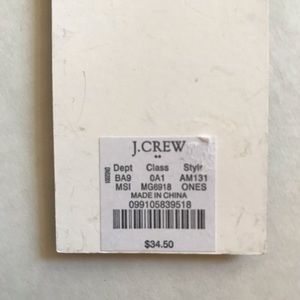 J.CREW
Dept Class Style
BA9 0A1 AM131
MSI MG6918 ONES
MADE IN CHINA
099105839518
$34.50